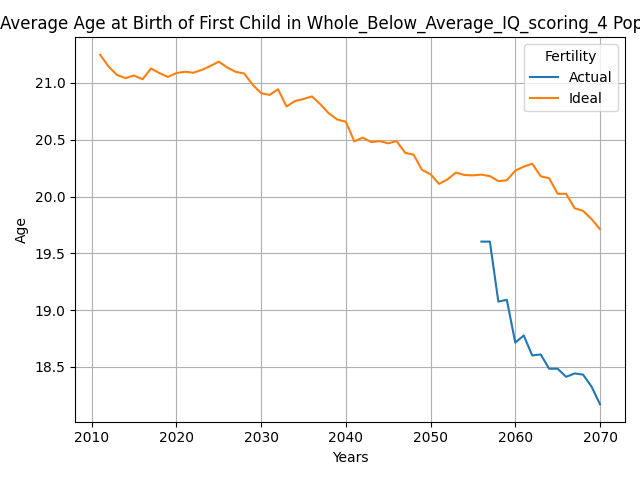 Average Age at Birth of First Child in Whole_Below_Average_IQ_scoring_4 Pop
Fertility
Actual
Ideal
21.0
20.5
20.0
19.5
19.0
18.5
Age
2010 2020 2030 2040 2050 2060 2070
Years